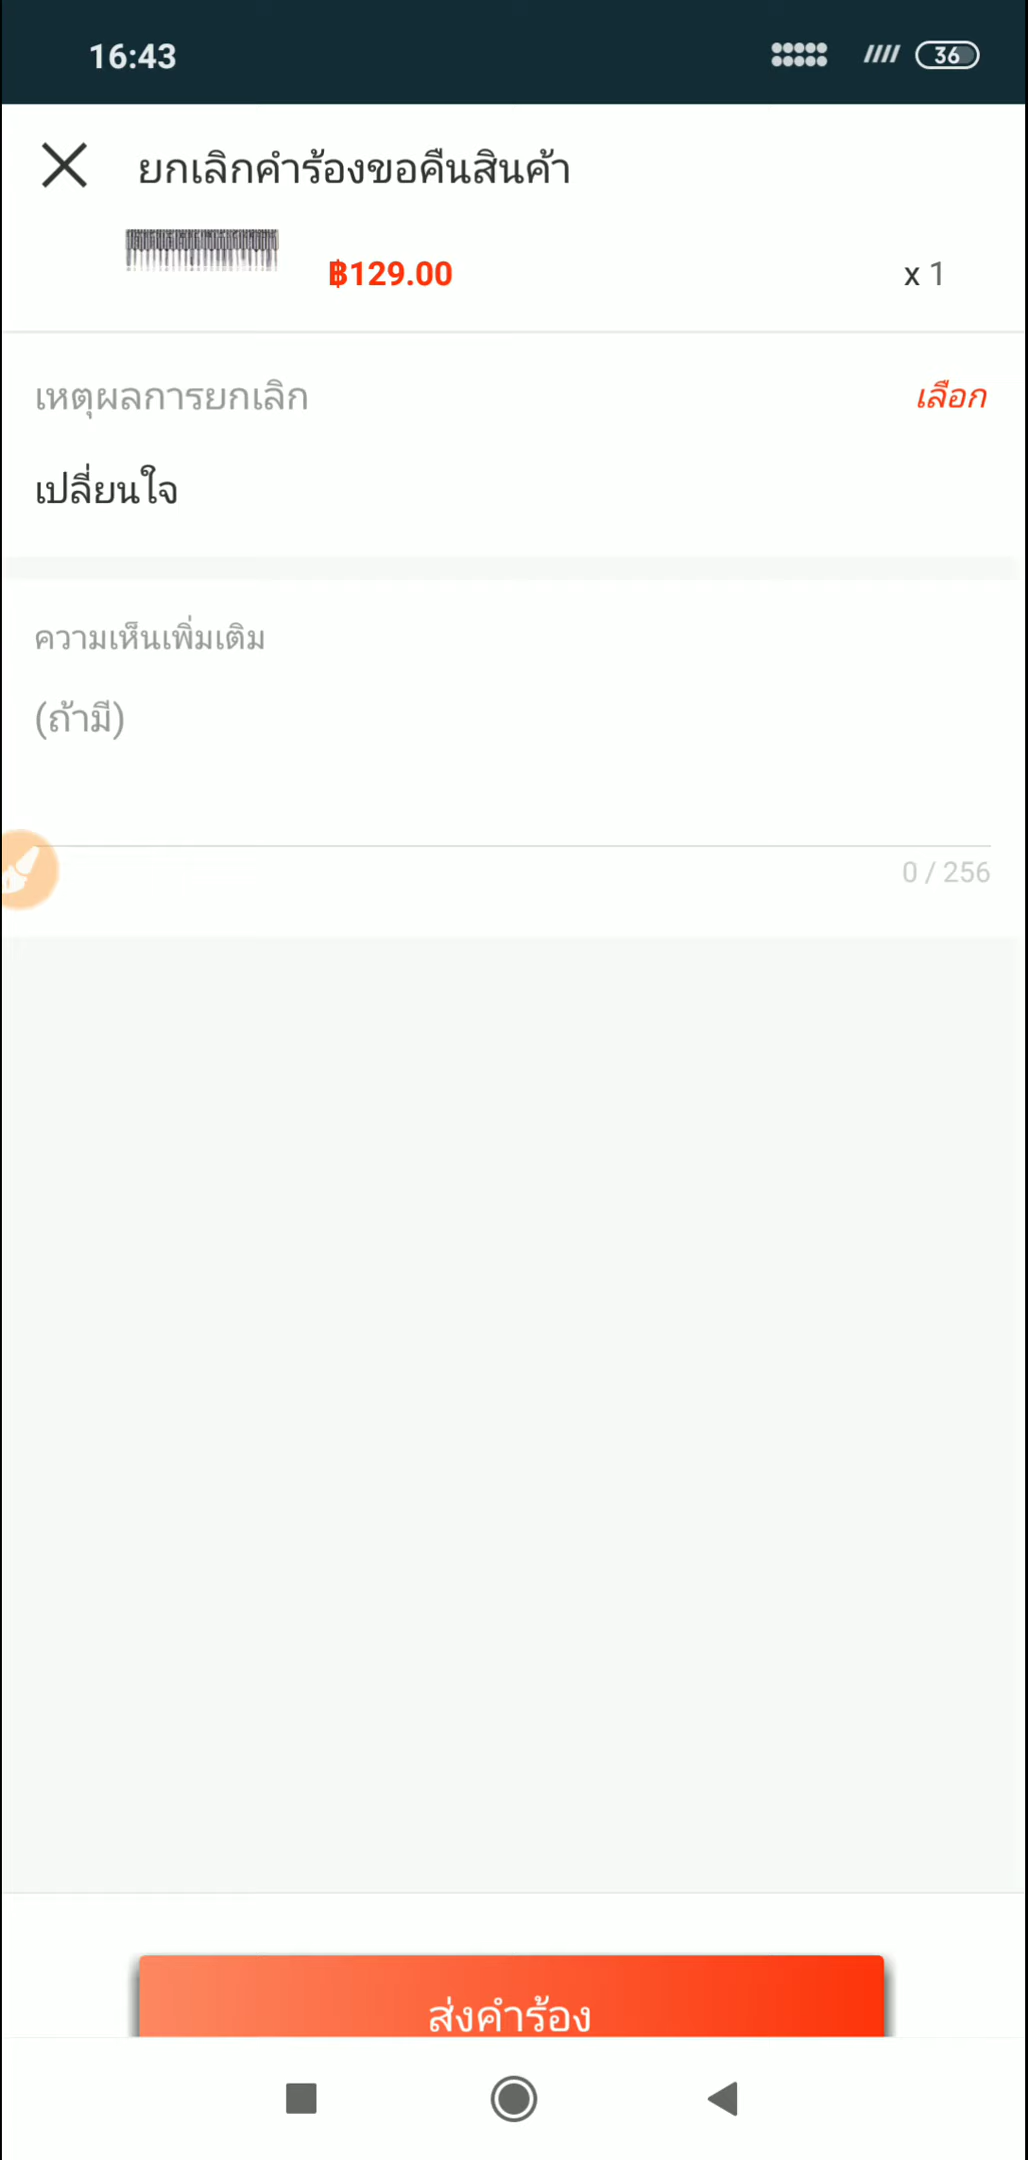 16:43
36
ยกเลิกคำร้องขอคืนสินค้า
฿129.00
x 1
เหตุผลการยกเลิก
เลือก
เปลี่ยนใจ
ความเห็นเพิ่มเติม
(ถ้ามี)
0 / 256
ส่งคำร้อง